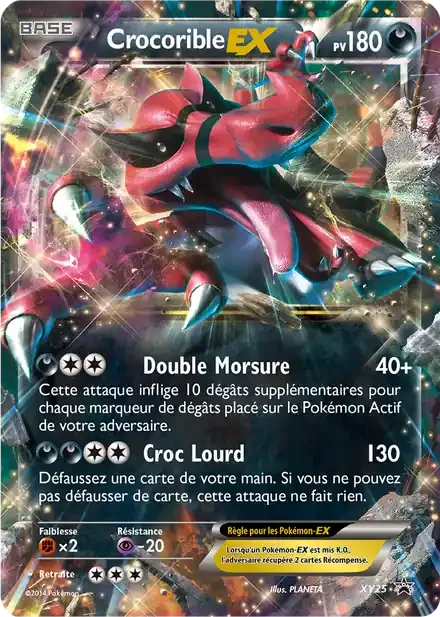 BASE
Crocorible EX PV180
Double Morsure 40+
Cette attaque inflige 10 dégâts supplémentaires pour
chaque marqueur de dégâts placé sur le Pokémon Actif
de votre adversaire.
Croc Lourd 130
Défaussez une carte de votre main. Si vous ne pouvez
pas défausser de carte, cette attaque ne fait rien.
Faiblesse Résistance
×2 -20
Retraite
Règle pour les Pokémon-EX
Lorsqu'un Pokémon-EX est mis K.O.,
l'adversaire récupère 2 cartes Récompense.
©2014 Pokémon Illus. PLANETA XY25